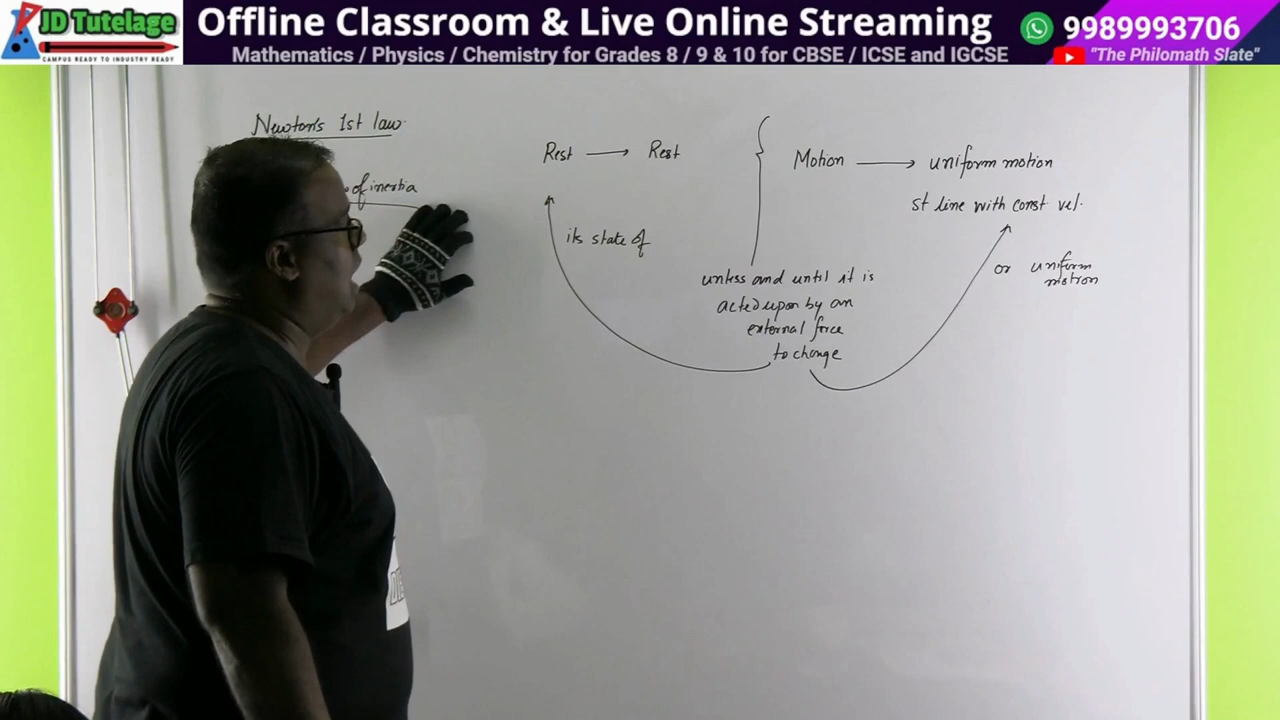 JD Tutelage
CAMPUS READY TO INDUSTRY READY
Offline Classroom & Live Online Streaming
Mathematics / Physics / Chemistry for Grades 8 / 9 & 10 for CBSE / ICSE and IGCSE
9989993706
"The Philomath Slate"
Newton's 1st law
of inertia
Rest → Rest
its state of
Motion → uniform motion
st line with const vel.
or uniform
motion
unless and until it is
acted upon by an
external force
to change